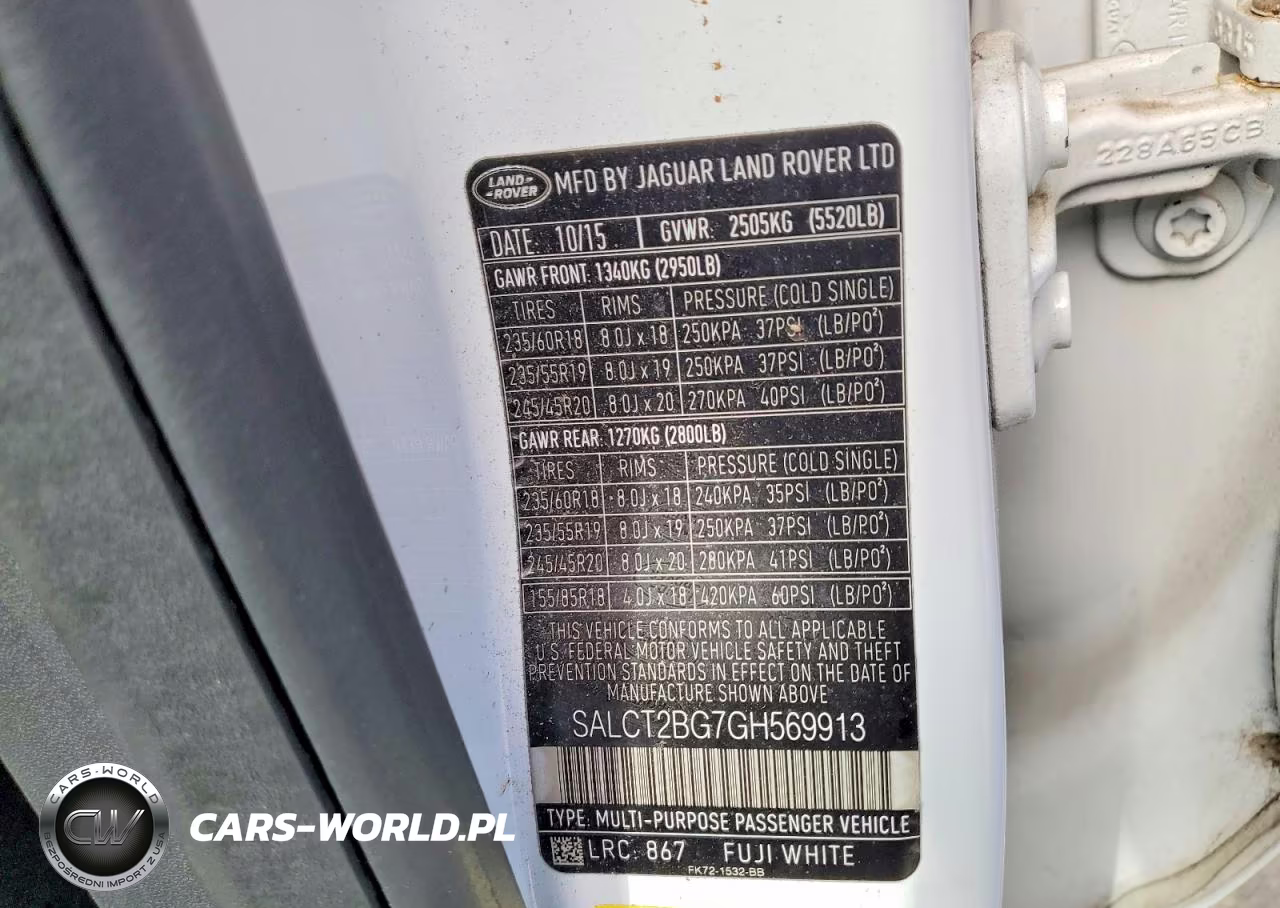 LAND-
-ROVER
MFD BY JAGUAR LAND ROVER LTD
DATE: 10/15 GVWR: 2505KG (5520LB)
GAWR FRONT: 1340KG (2950LB)
TIRES RIMS PRESSURE (COLD SINGLE)
235/60R18 8.0J x 18 250KPA 37PSI (LB/PO²)
235/55R19 8.0J x 19 250KPA 37PSI (LB/PO²)
245/45R20 8.0J x 20 270KPA 40PSI (LB/PO²)
GAWR REAR: 1270KG (2800LB)
TIRES RIMS PRESSURE (COLD SINGLE)
235/60R18 8.0J x 18 240KPA 35PSI (LB/PO²)
235/55R19 8.0J x 19 250KPA 37PSI (LB/PO²)
245/45R20 8.0J x 20 280KPA 41PSI (LB/PO²)
155/85R18 4.0J x 18 420KPA 60PSI (LB/PO²)
THIS VEHICLE CONFORMS TO ALL APPLICABLE
U.S. FEDERAL MOTOR VEHICLE SAFETY AND THEFT
PREVENTION STANDARDS IN EFFECT ON THE DATE OF
MANUFACTURE SHOWN ABOVE
SALCT2BG7GH569913
TYPE: MULTI-PURPOSE PASSENGER VEHICLE
LRC: 867 FUJI WHITE
FK72-1532-BB
228A65CB
CARS-WORLD
CW
BEZPOŚREDNI IMPORT Z USA
CARS-WORLD.PL